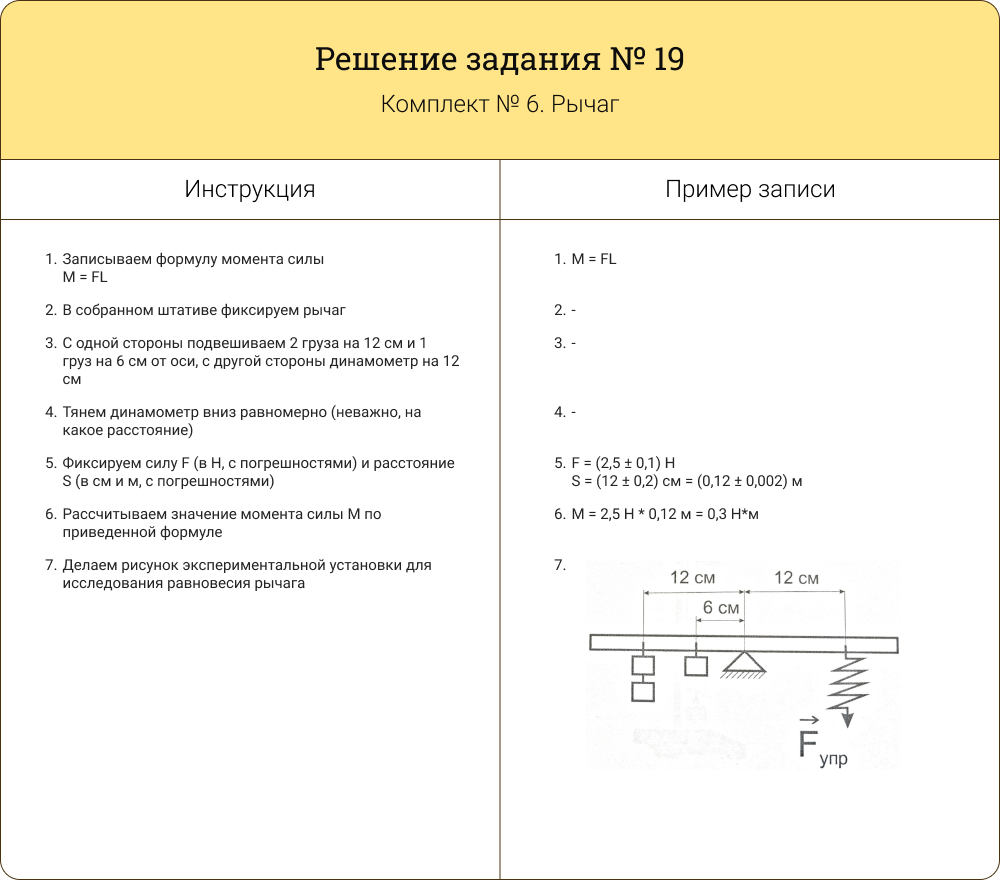 Решение задания № 19
Комплект № 6. Рычаг
Инструкция
Пример записи
1. Записываем формулу момента силы
M = FL
2. В собранном штативе фиксируем рычаг
3. С одной стороны подвешиваем 2 груза на 12 см и 1
груз на 6 см от оси, с другой стороны динамометр на 12
см
4. Тянем динамометр вниз равномерно (неважно, на
какое расстояние)
5. Фиксируем силу F (в Н, с погрешностями) и расстояние
S (в см и м, с погрешностями)
6. Рассчитываем значение момента силы M по
приведенной формуле
7. Делаем рисунок экспериментальной установки для
исследования равновесия рычага
1. M = FL
2. -
3. -
4. -
5. F = (2,5 ± 0,1) Н
S = (12 ± 0,2) см = (0,12 ± 0,002) м
6. M = 2,5 Н * 0,12 м = 0,3 Н*м
7.
12 см 12 см
6 см
F упр